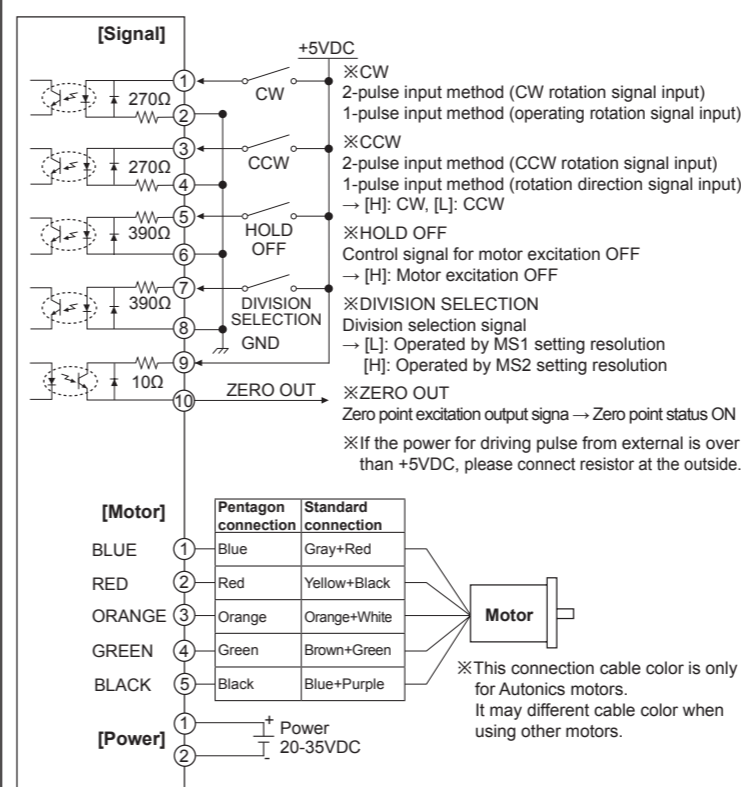 [Signal]
+5VDC
①
CW
270Ω
②
③
CCW
270Ω
④
⑤
HOLD
OFF
390Ω
⑥
⑦
DIVISION
SELECTION
390Ω
⑧
GND
⑨
10Ω
ZERO OUT
⑩
※CW
2-pulse input method (CW rotation signal input)
1-pulse input method (operating rotation signal input)
※CCW
2-pulse input method (CCW rotation signal input)
1-pulse input method (rotation direction signal input)
→ [H]: CW, [L]: CCW
※HOLD OFF
Control signal for motor excitation OFF
→ [H]: Motor excitation OFF
※DIVISION SELECTION
Division selection signal
→ [L]: Operated by MS1 setting resolution
[H]: Operated by MS2 setting resolution
※ZERO OUT
Zero point excitation output signa → Zero point status ON
※If the power for driving pulse from external is over
than +5VDC, please connect resistor at the outside.
[Motor]
Pentagon connection Standard connection
BLUE ① Blue Gray+Red
RED ② Red Yellow+Black
ORANGE ③ Orange Orange+White
GREEN ④ Green Brown+Green
BLACK ⑤ Black Blue+Purple
Motor
※This connection cable color is only
for Autonics motors.
It may different cable color when
using other motors.
[Power]
①
②
+
-
Power
20-35VDC